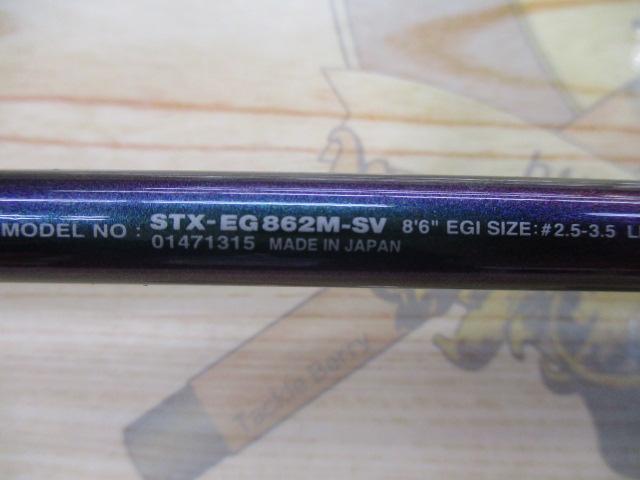 MODEL NO : STX-EG862M-SV 8'6" EGI SIZE:#2.5-3.5
01471315 MADE IN JAPAN
Tackle Berry